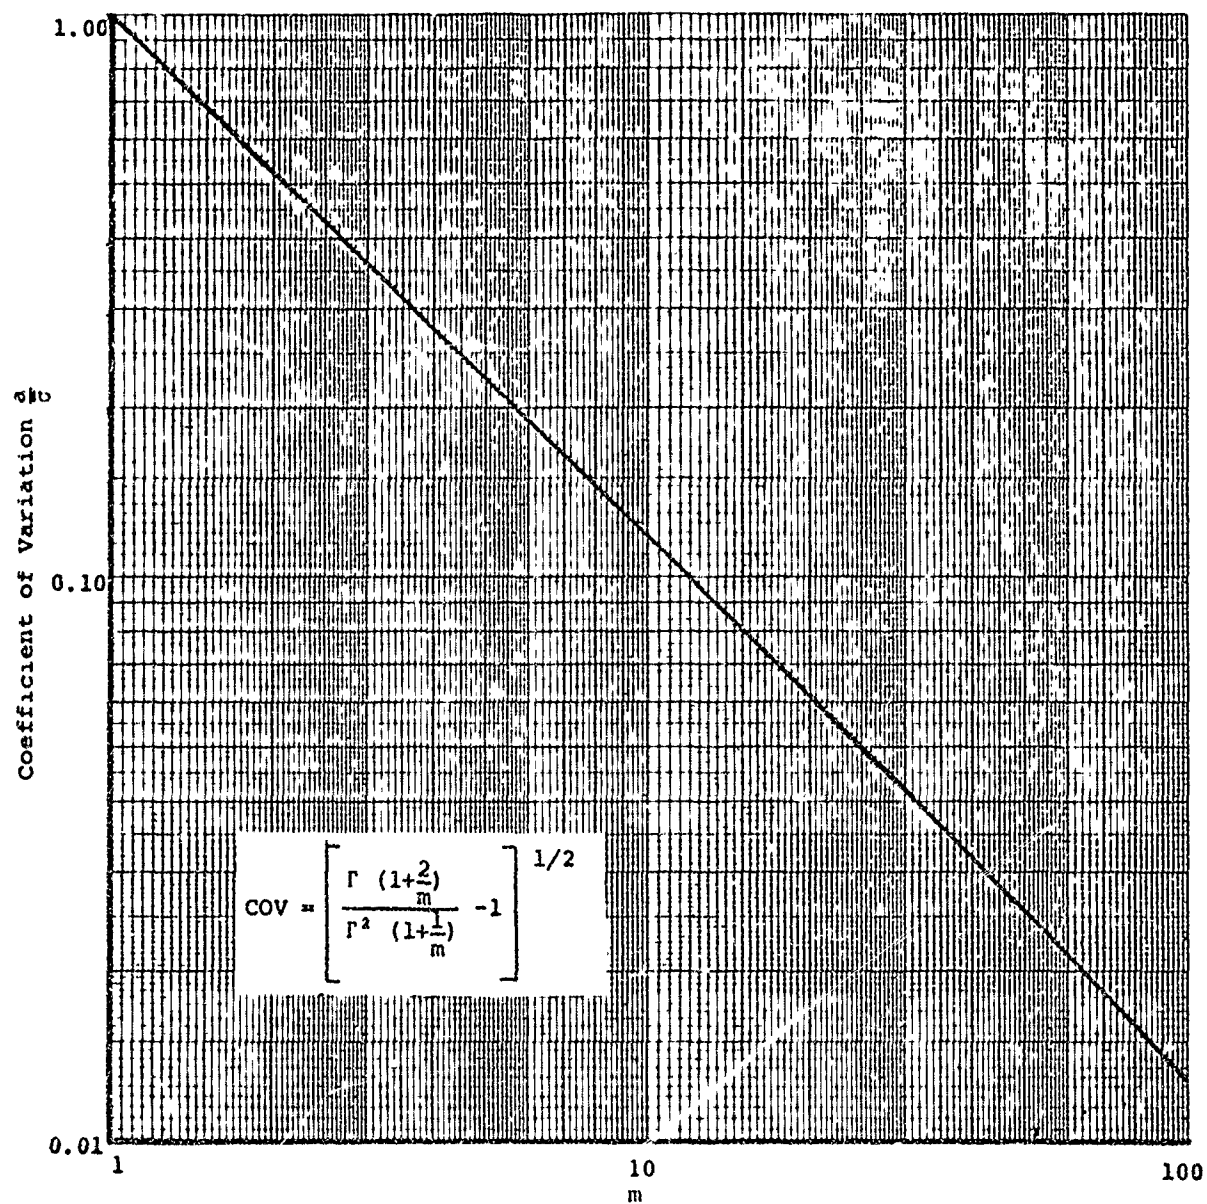 1.00
0.10
0.01
Coefficient of Variation
1
10
100
m
COV = [ Γ (1+2/m) / Γ² (1+1/m) -1 ] 1/2